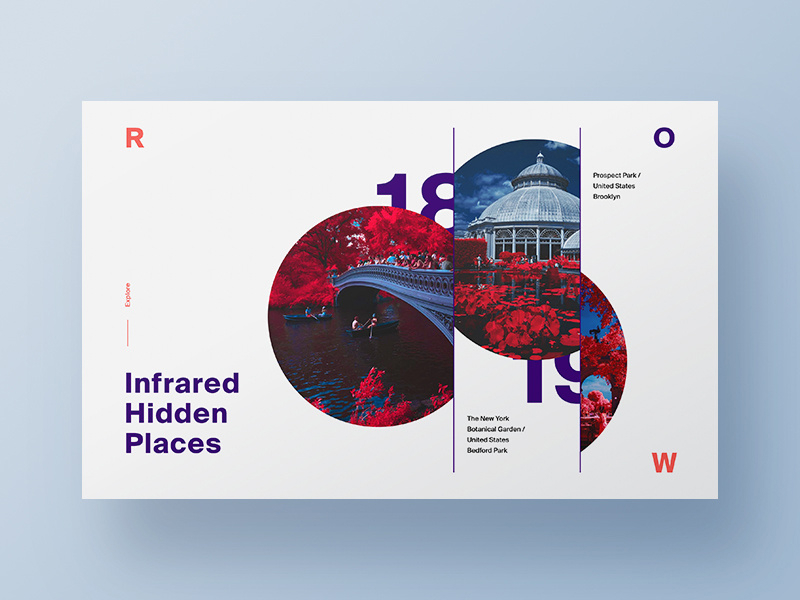 R
O
18
Prospect Park /
United States
Brooklyn
Explore
19
Infrared
Hidden
Places
The New York
Botanical Garden /
United States
Bedford Park
W